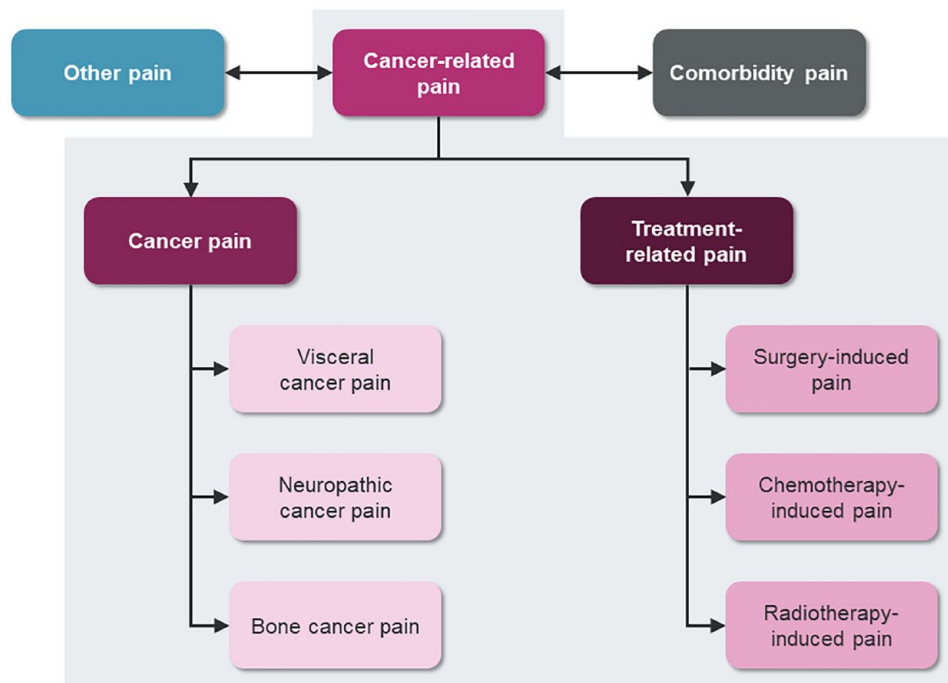 Other pain
Cancer-related
pain
Comorbidity pain
Cancer pain
Treatment-
related pain
Visceral
cancer pain
Surgery-induced
pain
Neuropathic
cancer pain
Chemotherapy-
induced pain
Bone cancer pain
Radiotherapy-
induced pain